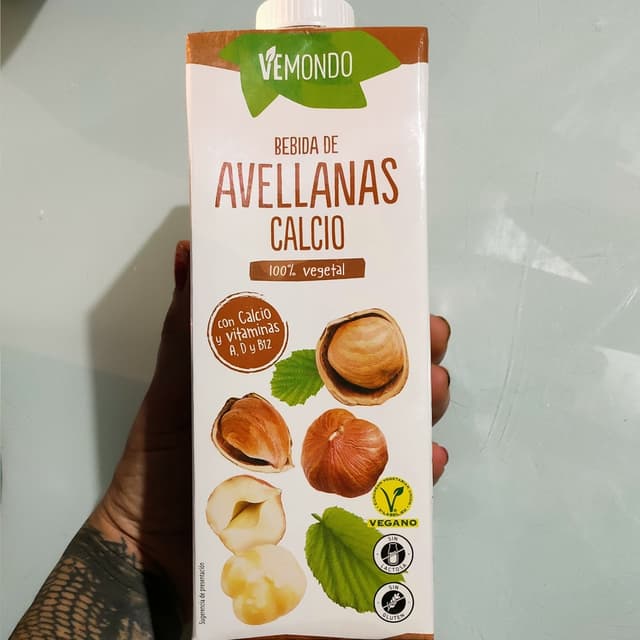 VEMONDO
BEBIDA DE
AVELLANAS
CALCIO
100% vegetal
con Calcio
y vitaminas
A, D y B12
VEGANO
SIN
LACTOSA
SIN
GLUTEN
Sugerencia de presentación